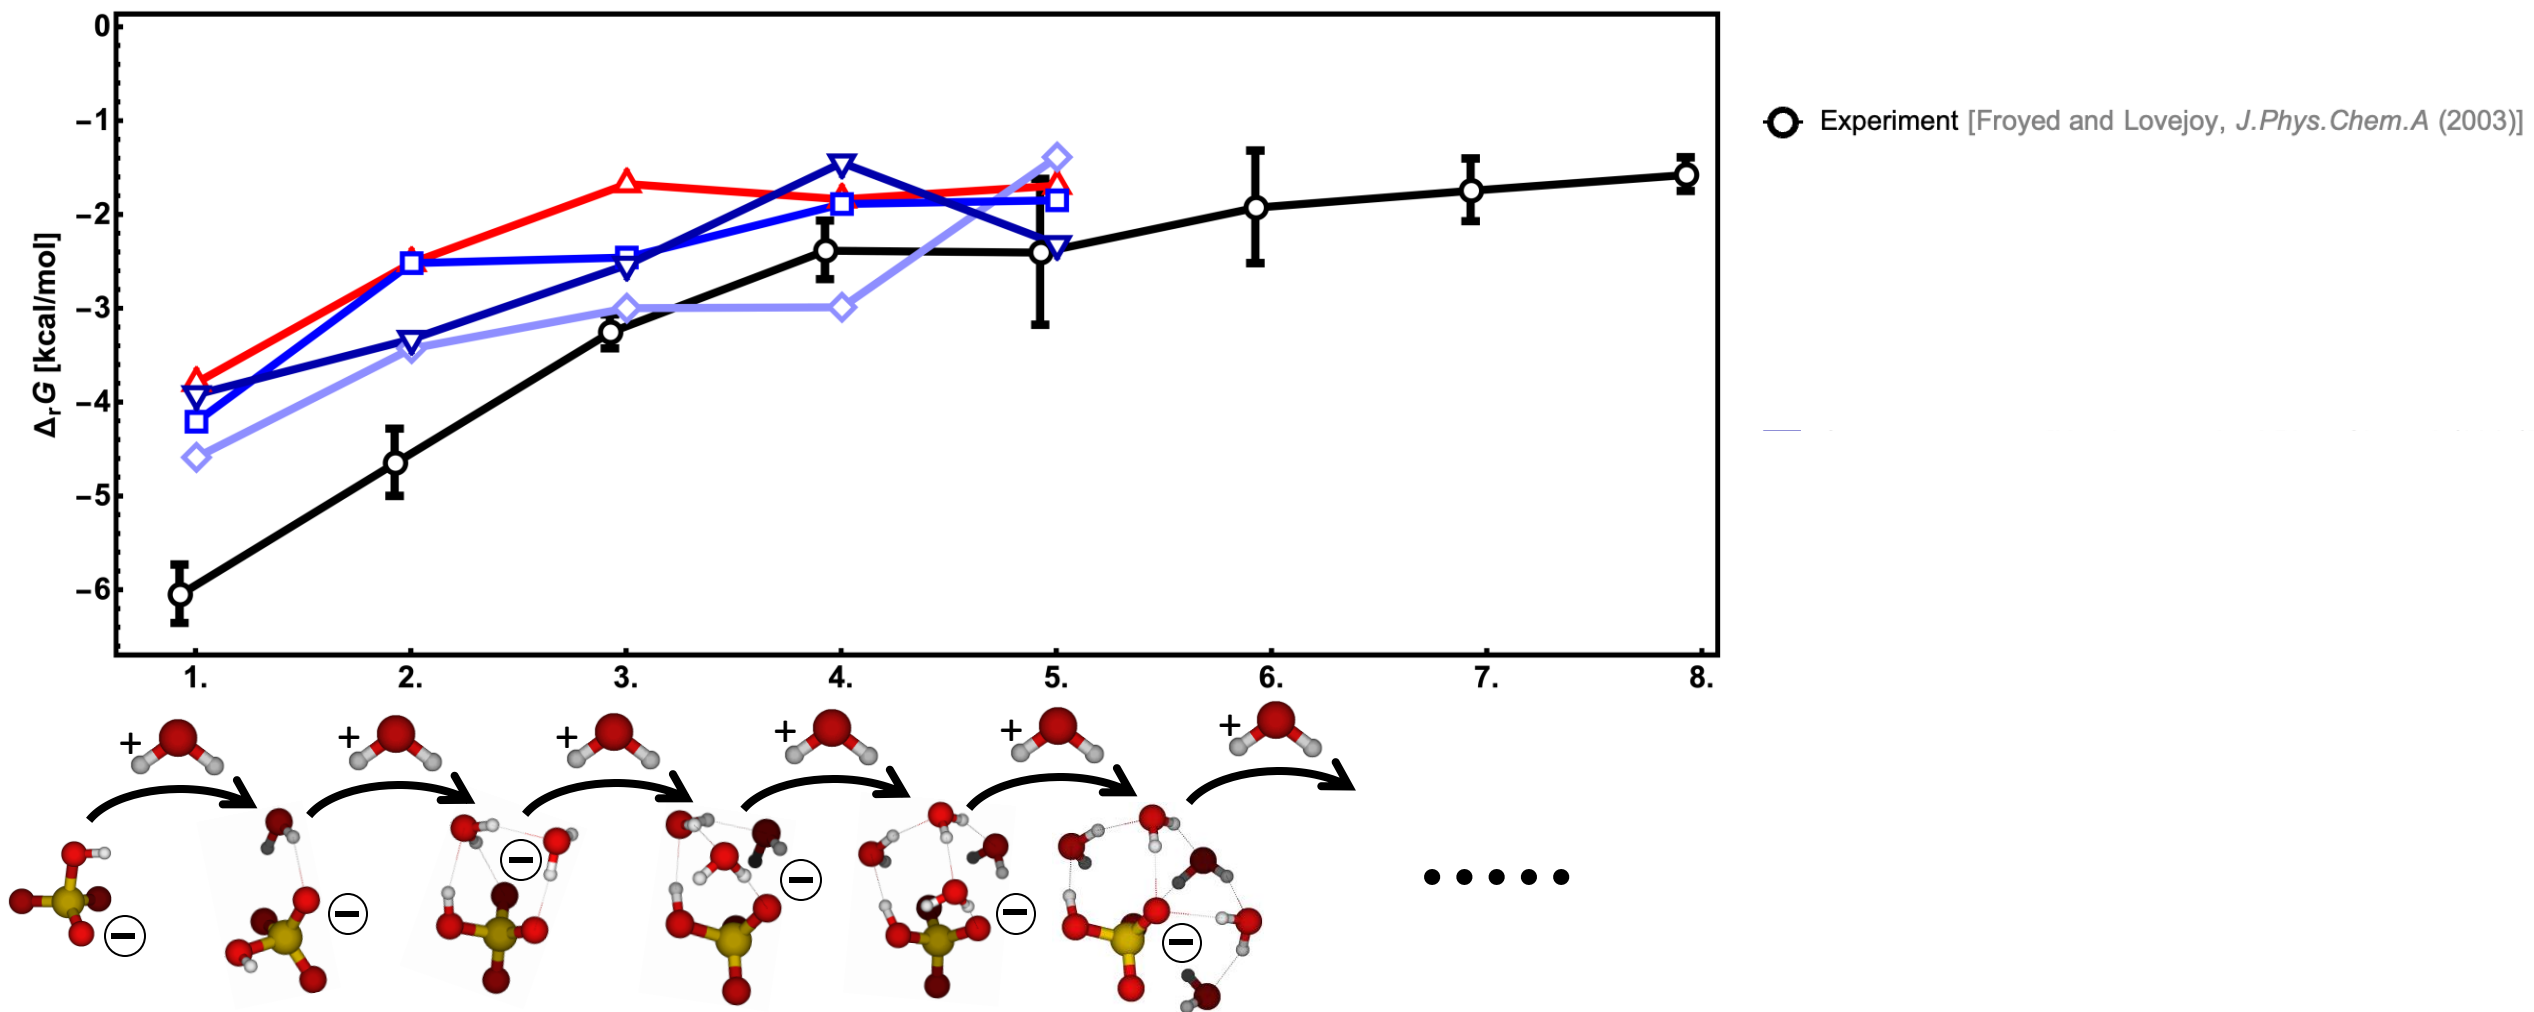 0
−1
−2
−3
−4
−5
−6
ΔrG [kcal/mol]
1. 2. 3. 4. 5. 6. 7. 8.
Experiment [Froyed and Lovejoy, J.Phys.Chem.A (2003)]
+ + + + + +
− − − − − −